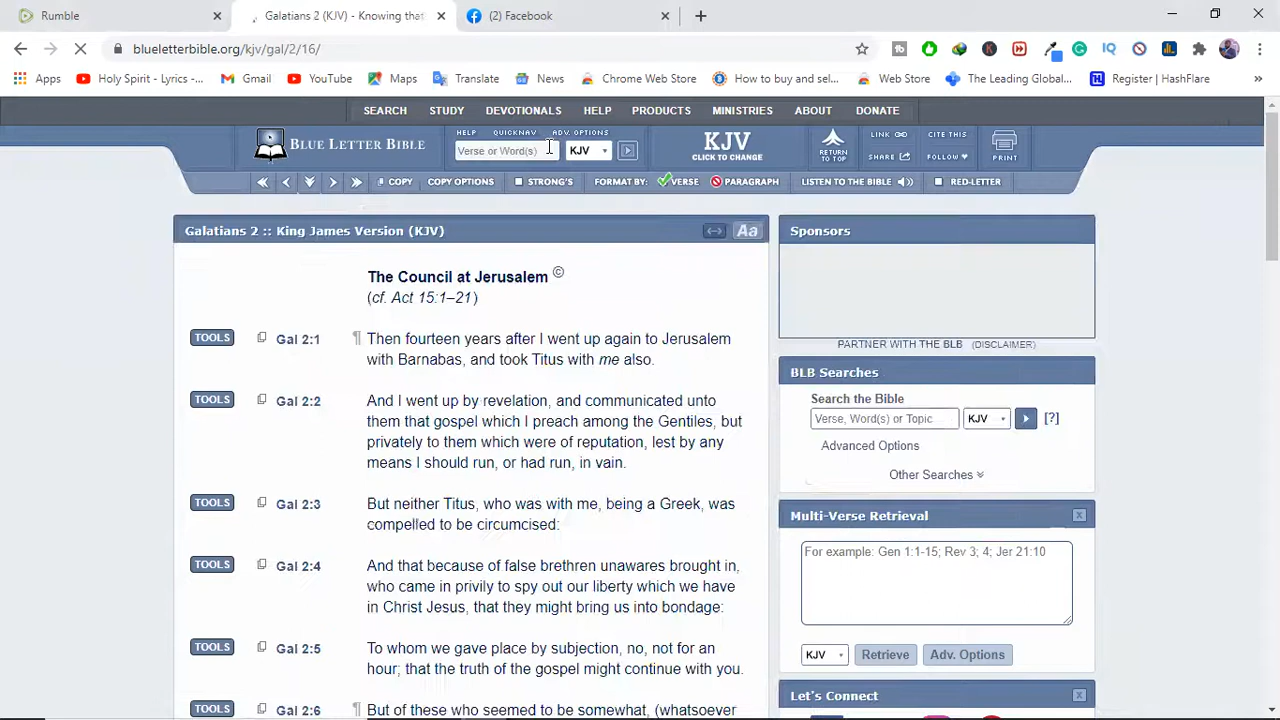 Rumble
Galatians 2 (KJV) - Knowing that
(2) Facebook
blueletterbible.org/kjv/gal/2/16/
Apps
Holy Spirit - Lyrics -...
Gmail
YouTube
Maps
Translate
News
Chrome Web Store
How to buy and sel...
Web Store
The Leading Global...
Register | HashFlare
»
SEARCH
STUDY
DEVOTIONALS
HELP
PRODUCTS
MINISTRIES
ABOUT
DONATE
BLUE LETTER BIBLE
HELP QUICKNAV ADV. OPTIONS
Verse or Word(s)
KJV
KJV
CLICK TO CHANGE
RETURN
TO TOP
LINK
CITE THIS
SHARE
FOLLOW
PRINT
COPY
COPY OPTIONS
STRONG'S
FORMAT BY:
VERSE
PARAGRAPH
LISTEN TO THE BIBLE
RED-LETTER
Galatians 2 :: King James Version (KJV)
Aa
The Council at Jerusalem ©
(cf. Act 15:1–21)
TOOLS Gal 2:1 ¶ Then fourteen years after I went up again to Jerusalem
with Barnabas, and took Titus with me also.
TOOLS Gal 2:2 And I went up by revelation, and communicated unto
them that gospel which I preach among the Gentiles, but
privately to them which were of reputation, lest by any
means I should run, or had run, in vain.
TOOLS Gal 2:3 But neither Titus, who was with me, being a Greek, was
compelled to be circumcised:
TOOLS Gal 2:4 And that because of false brethren unawares brought in,
who came in privily to spy out our liberty which we have
in Christ Jesus, that they might bring us into bondage:
TOOLS Gal 2:5 To whom we gave place by subjection, no, not for an
hour; that the truth of the gospel might continue with you.
TOOLS Gal 2:6 ¶ But of these who seemed to be somewhat, (whatsoever
Sponsors
PARTNER WITH THE BLB (DISCLAIMER)
BLB Searches
Search the Bible
Verse, Word(s) or Topic
KJV
[?]
Advanced Options
Other Searches
Multi-Verse Retrieval
For example: Gen 1:1-15; Rev 3; 4; Jer 21:10
KJV
Retrieve
Adv. Options
Let's Connect